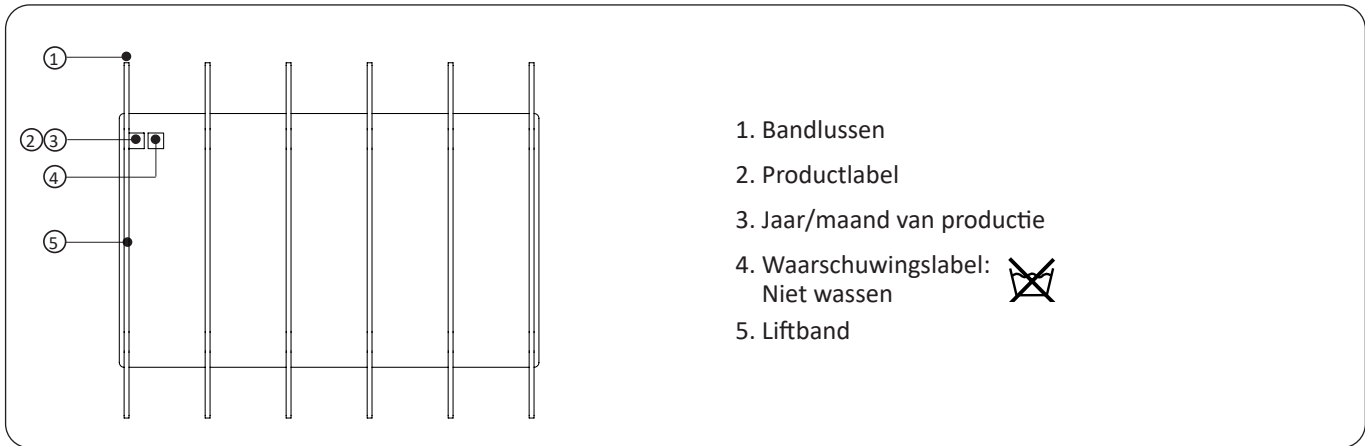 1
2 3
4
5
1. Bandlussen
2. Productlabel
3. Jaar/maand van productie
4. Waarschuwingslabel:
Niet wassen
5. Liftband